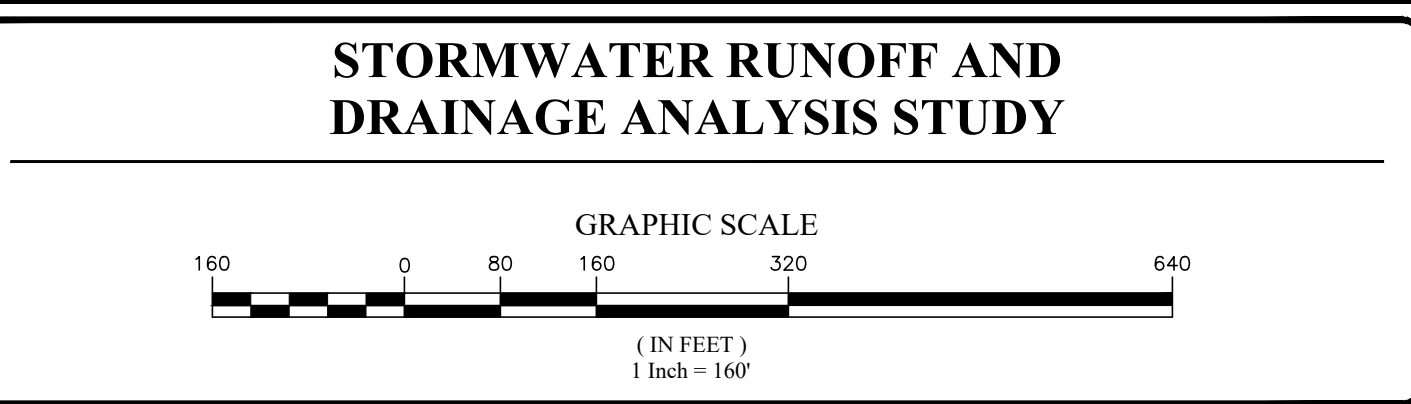 STORMWATER RUNOFF AND
DRAINAGE ANALYSIS STUDY
GRAPHIC SCALE
160 0 80 160 320 640
( IN FEET )
1 Inch = 160'